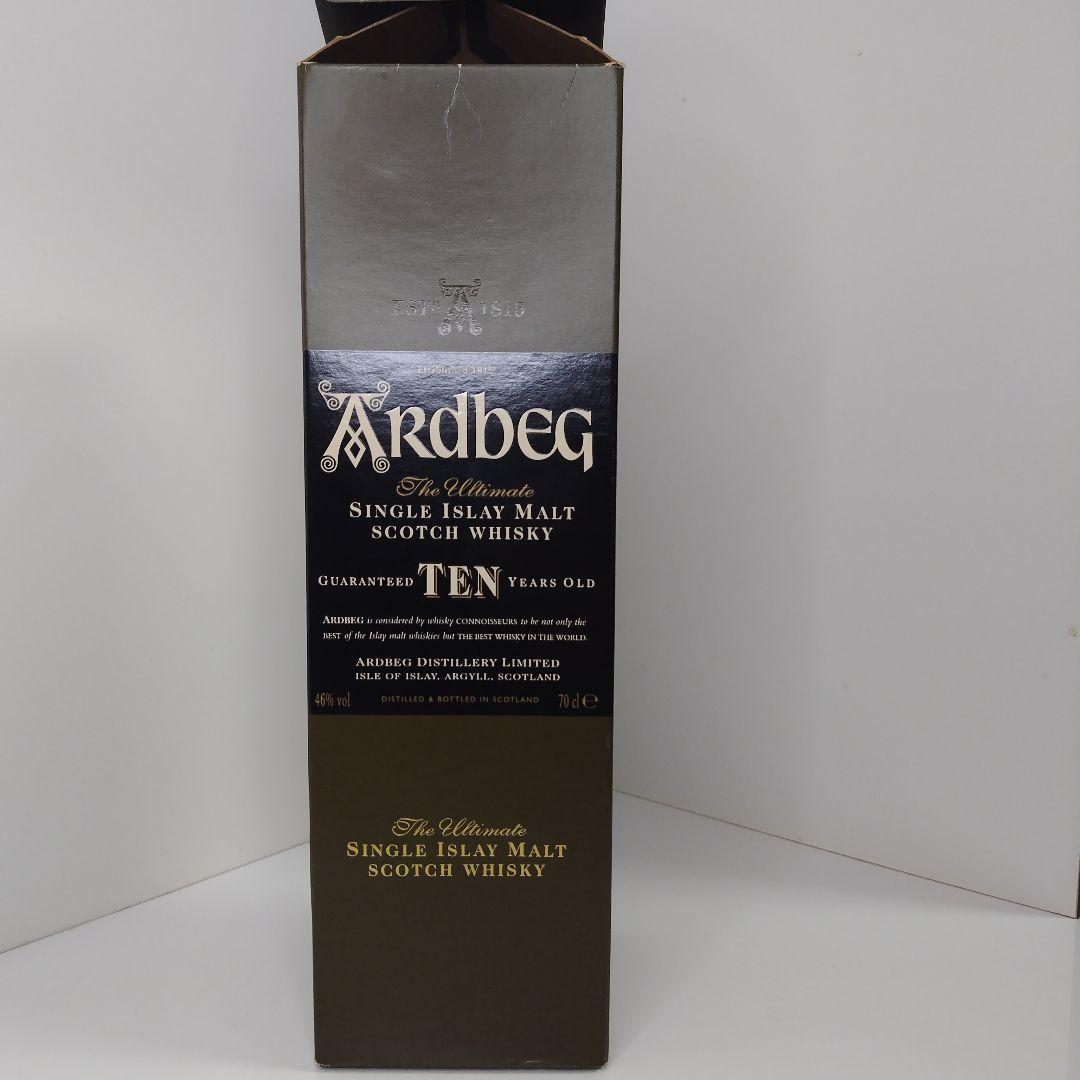 ESTD A 1815
Established 1815
ARdbEG
The Ultimate
SINGLE ISLAY MALT
SCOTCH WHISKY
GUARANTEED TEN YEARS OLD
ARDBEG is considered by whisky CONNOISSEURS to be not only the
BEST of the Islay malt whiskies but THE BEST WHISKY IN THE WORLD.
ARDBEG DISTILLERY LIMITED
ISLE OF ISLAY, ARGYLL, SCOTLAND
46% vol DISTILLED & BOTTLED IN SCOTLAND 70 cl e
The Ultimate
SINGLE ISLAY MALT
SCOTCH WHISKY